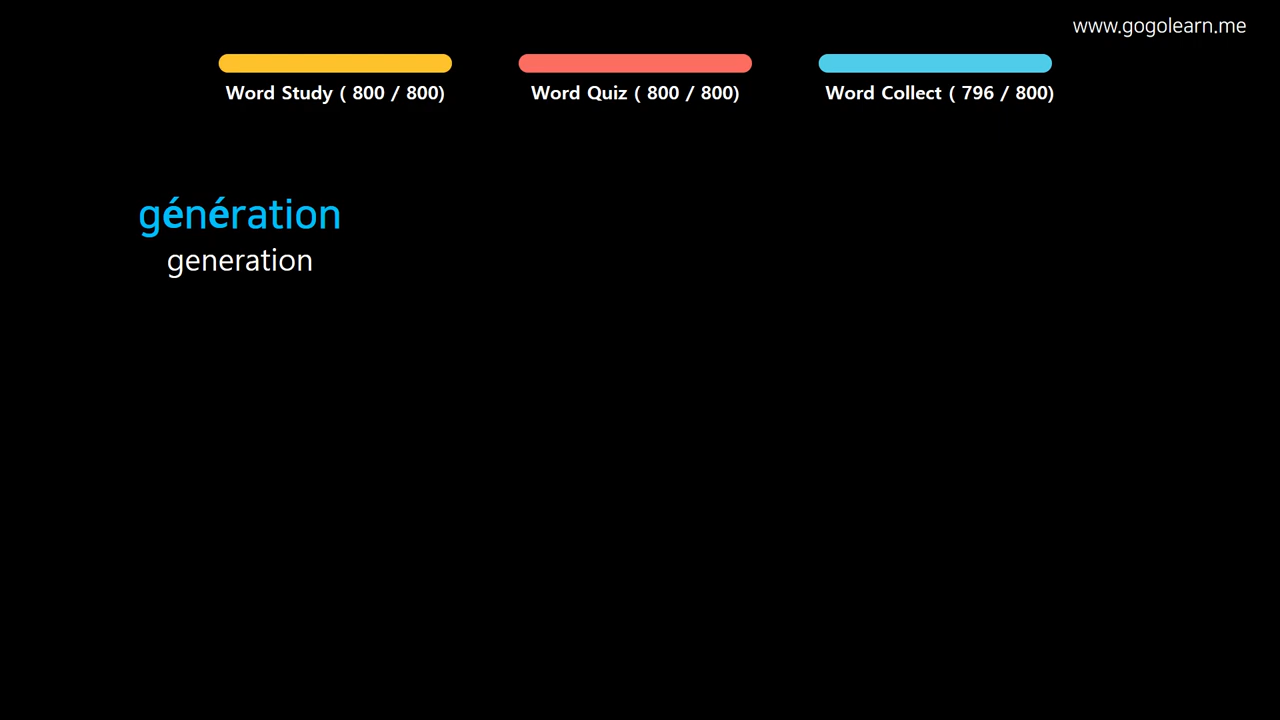 www.gogolearn.me
Word Study ( 800 / 800)
Word Quiz ( 800 / 800)
Word Collect ( 796 / 800)
génération
generation